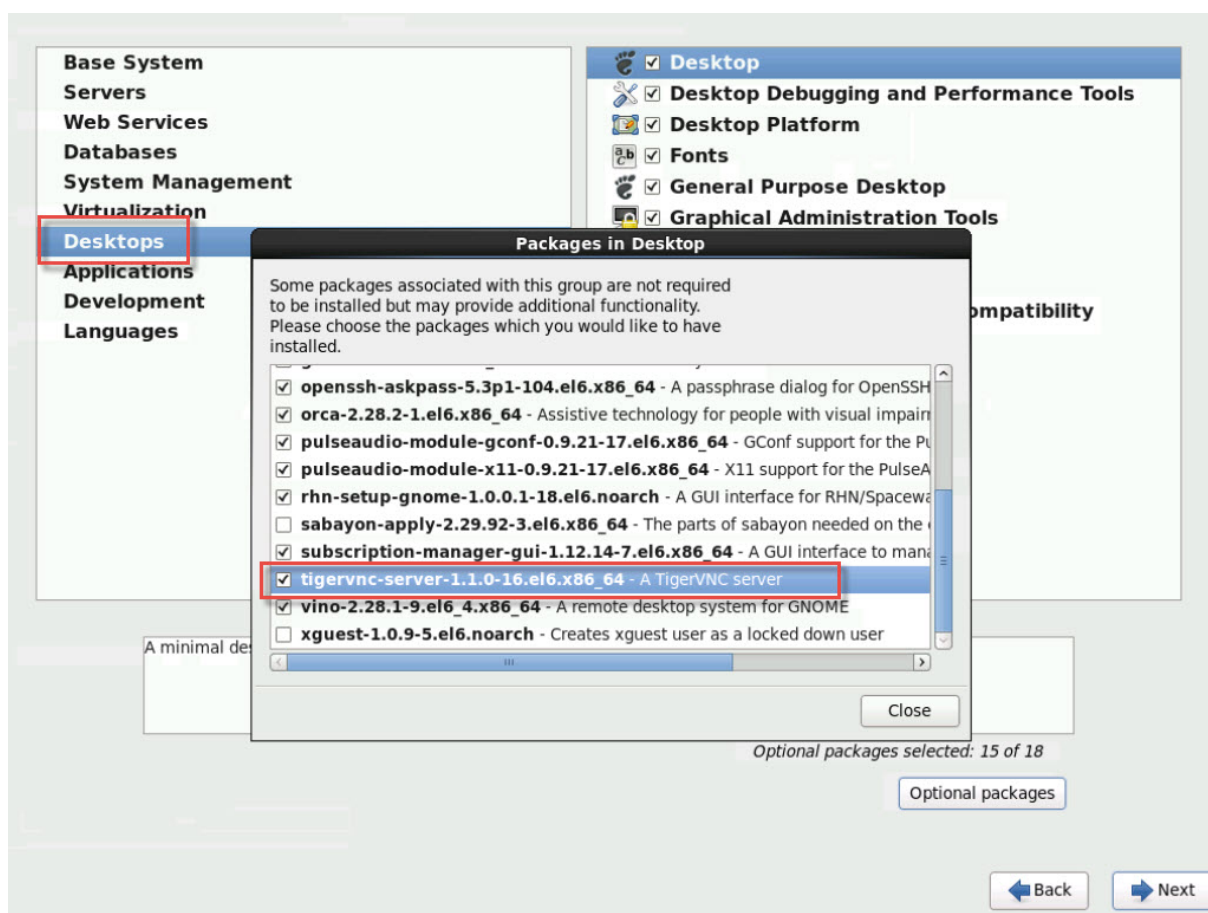 Base System
Servers
Web Services
Databases
System Management
Virtualization
Desktops
Applications
Development
Languages
Desktop
Desktop Debugging and Performance Tools
Desktop Platform
Fonts
General Purpose Desktop
Graphical Administration Tools
ompatibility
Packages in Desktop
Some packages associated with this group are not required
to be installed but may provide additional functionality.
Please choose the packages which you would like to have
installed.
openssh-askpass-5.3p1-104.el6.x86_64 - A passphrase dialog for OpenSSH
orca-2.28.2-1.el6.x86_64 - Assistive technology for people with visual impair
pulseaudio-module-gconf-0.9.21-17.el6.x86_64 - GConf support for the Pu
pulseaudio-module-x11-0.9.21-17.el6.x86_64 - X11 support for the PulseA
rhn-setup-gnome-1.0.0.1-18.el6.noarch - A GUI interface for RHN/Spacewa
sabayon-apply-2.29.92-3.el6.x86_64 - The parts of sabayon needed on the
subscription-manager-gui-1.12.14-7.el6.x86_64 - A GUI interface to mana
tigervnc-server-1.1.0-16.el6.x86_64 - A TigerVNC server
vino-2.28.1-9.el6_4.x86_64 - A remote desktop system for GNOME
xguest-1.0.9-5.el6.noarch - Creates xguest user as a locked down user
A minimal des
Close
Optional packages selected: 15 of 18
Optional packages
Back
Next